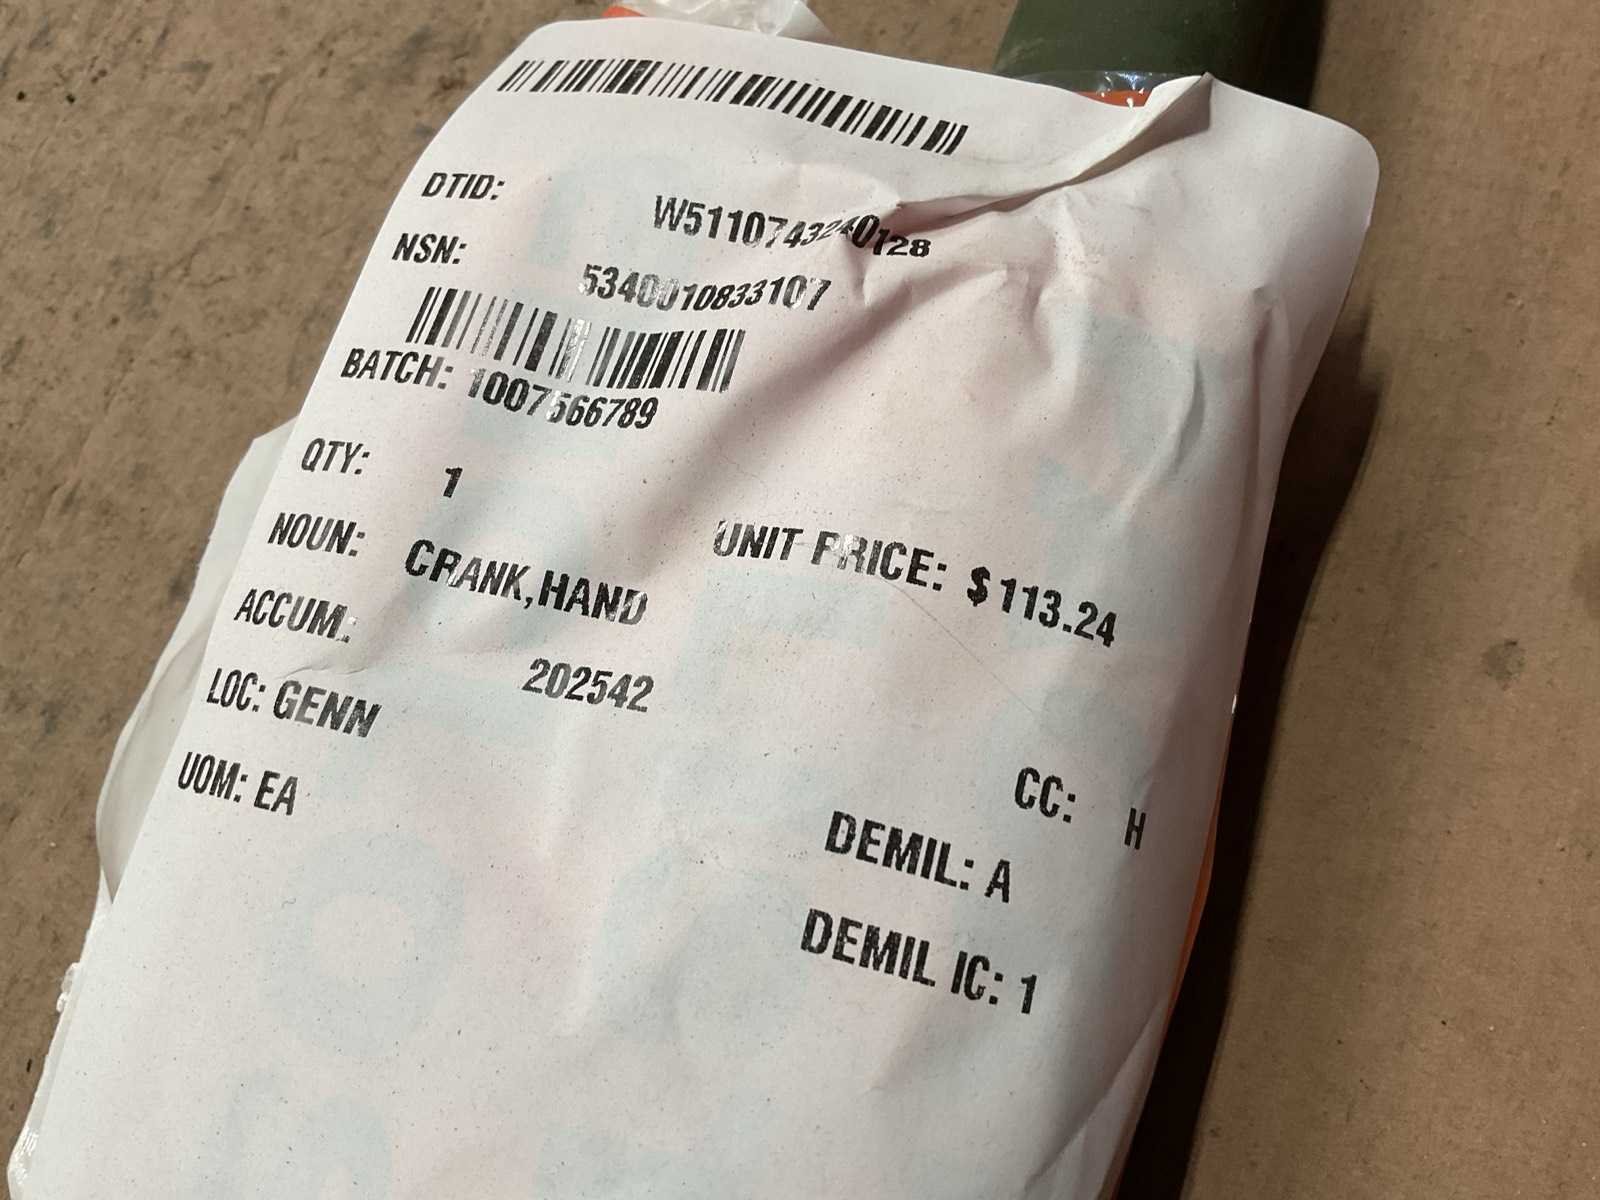 DTID: W5110743240128
NSN: 5340010833107
BATCH: 1007566789
QTY: 1
UNIT PRICE: $113.24
NOUN: CRANK,HAND
ACCUM: 202542
LOC: GENN
UOM: EA
CC: H
DEMIL: A
DEMIL IC: 1